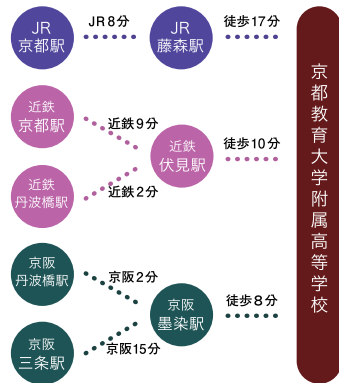 JR
京都駅
JR8分
JR
藤森駅
徒歩17分
近鉄
京都駅
近鉄9分
近鉄
丹波橋駅
近鉄2分
近鉄
伏見駅
徒歩10分
京阪
丹波橋駅
京阪2分
京阪
三条駅
京阪15分
京阪
墨染駅
徒歩8分
京都教育大学附属高等学校